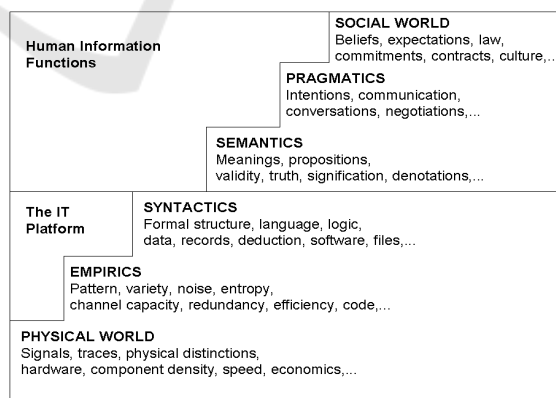 Human Information
Functions
SOCIAL WORLD
Beliefs, expectations, law,
commitments, contracts, culture,..
PRAGMATICS
Intentions, communication,
conversations, negotiations,...
SEMANTICS
Meanings, propositions,
validity, truth, signification, denotations,...
The IT
Platform
SYNTACTICS
Formal structure, language, logic,
data, records, deduction, software, files,...
EMPIRICS
Pattern, variety, noise, entropy,
channel capacity, redundancy, efficiency, code,...
PHYSICAL WORLD
Signals, traces, physical distinctions,
hardware, component density, speed, economics,...